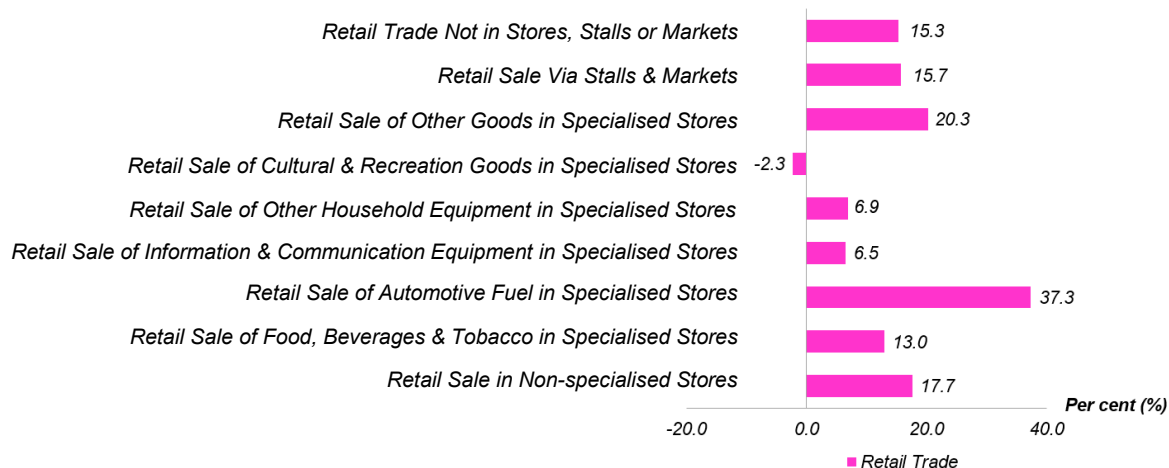 Retail Trade Not in Stores, Stalls or Markets 15.3
Retail Sale Via Stalls & Markets 15.7
Retail Sale of Other Goods in Specialised Stores 20.3
Retail Sale of Cultural & Recreation Goods in Specialised Stores -2.3
Retail Sale of Other Household Equipment in Specialised Stores 6.9
Retail Sale of Information & Communication Equipment in Specialised Stores 6.5
Retail Sale of Automotive Fuel in Specialised Stores 37.3
Retail Sale of Food, Beverages & Tobacco in Specialised Stores 13.0
Retail Sale in Non-specialised Stores 17.7
Per cent (%)
-20.0 0.0 20.0 40.0
Retail Trade